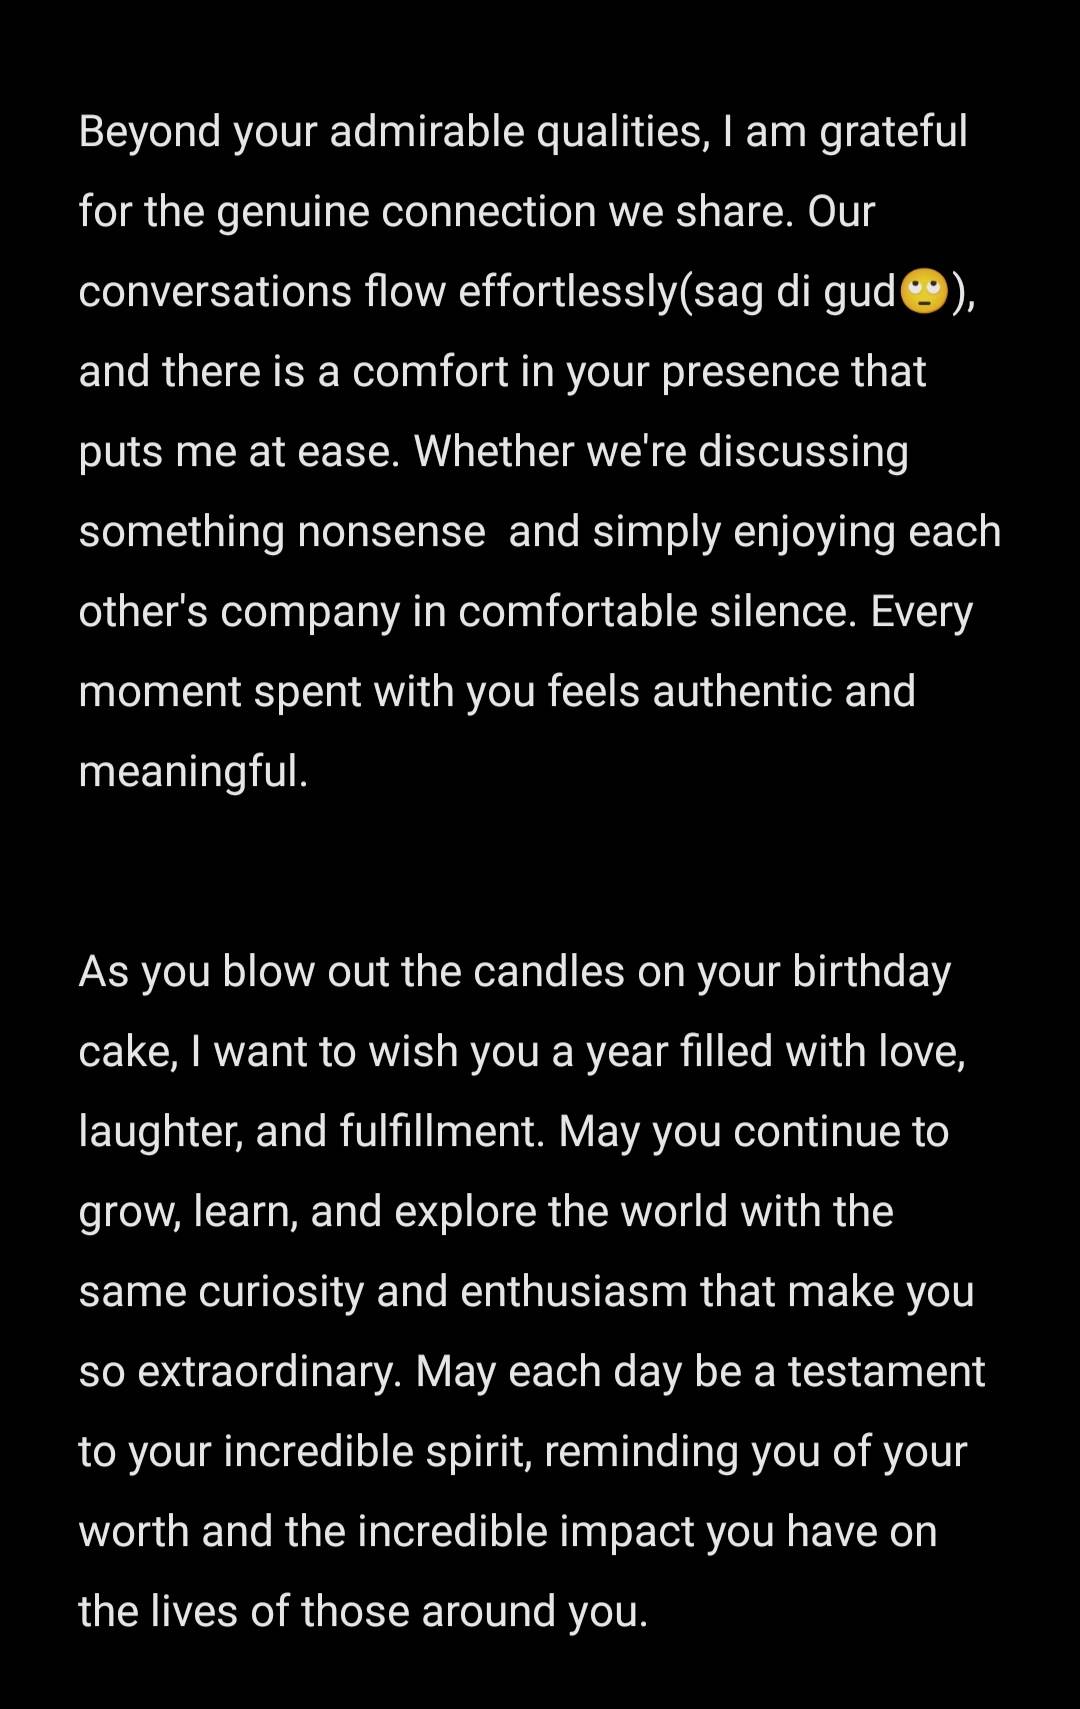 Beyond your admirable qualities, I am grateful
for the genuine connection we share. Our
conversations flow effortlessly(sag di gud🙄),
and there is a comfort in your presence that
puts me at ease. Whether we're discussing
something nonsense  and simply enjoying each
other's company in comfortable silence. Every
moment spent with you feels authentic and
meaningful.
As you blow out the candles on your birthday
cake, I want to wish you a year filled with love,
laughter, and fulfillment. May you continue to
grow, learn, and explore the world with the
same curiosity and enthusiasm that make you
so extraordinary. May each day be a testament
to your incredible spirit, reminding you of your
worth and the incredible impact you have on
the lives of those around you.